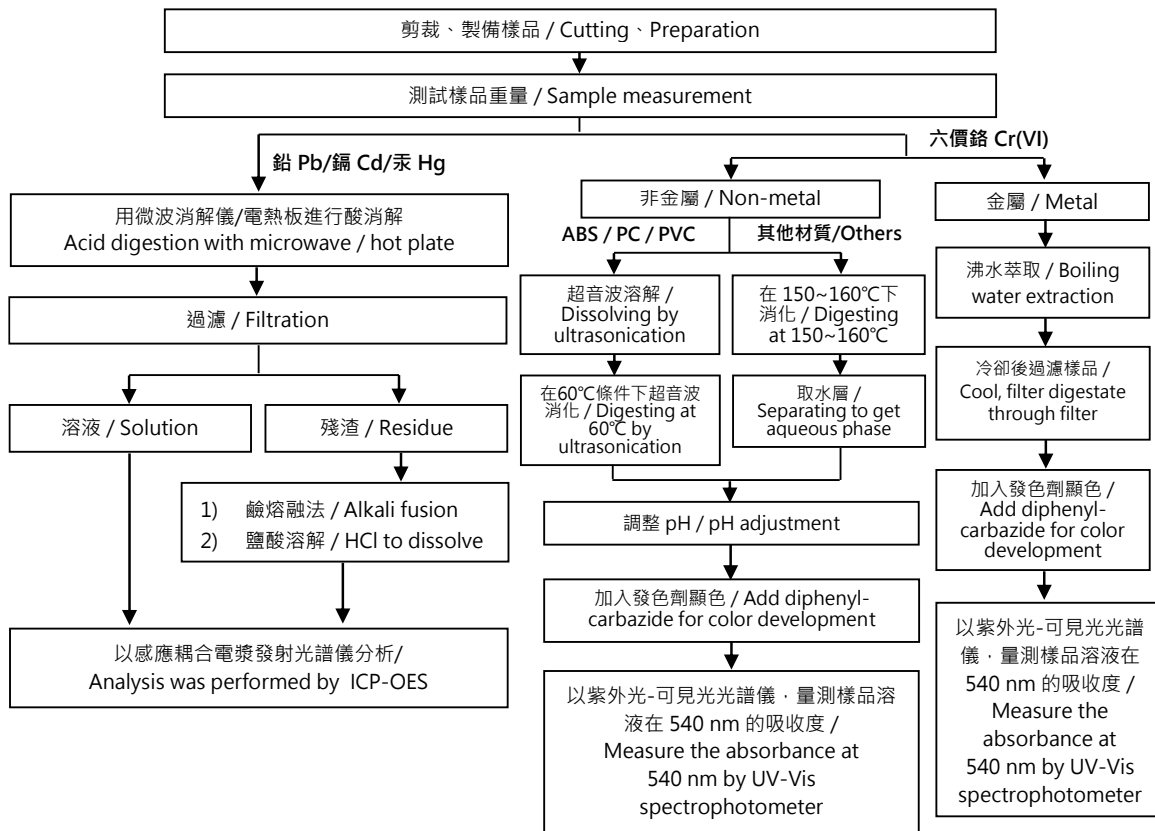 剪裁、製備樣品 / Cutting、Preparation
測試樣品重量 / Sample measurement
鉛 Pb/鎘 Cd/汞 Hg
用微波消解儀/電熱板進行酸消解
Acid digestion with microwave / hot plate
過濾 / Filtration
溶液 / Solution
殘渣 / Residue
1) 鹼熔融法 / Alkali fusion
2) 鹽酸溶解 / HCl to dissolve
以感應耦合電漿發射光譜儀分析/
Analysis was performed by ICP-OES
六價鉻 Cr(VI)
非金屬 / Non-metal
ABS / PC / PVC
超音波溶解 /
Dissolving by
ultrasonication
在60℃條件下超音波
消化 / Digesting at
60℃ by
ultrasonication
其他材質/Others
在 150~160℃下
消化 / Digesting
at 150~160℃
取水層 /
Separating to get
aqueous phase
調整 pH / pH adjustment
加入發色劑顯色 / Add diphenyl-
carbazide for color development
以紫外光-可見光光譜儀，量測樣品溶
液在 540 nm 的吸收度 /
Measure the absorbance at
540 nm by UV-Vis
spectrophotometer
金屬 / Metal
沸水萃取 / Boiling
water extraction
冷卻後過濾樣品 /
Cool, filter digestate
through filter
加入發色劑顯色 /
Add diphenyl-
carbazide for color
development
以紫外光-可見光光譜
儀，量測樣品溶液在
540 nm 的吸收度 /
Measure the
absorbance at
540 nm by UV-Vis
spectrophotometer